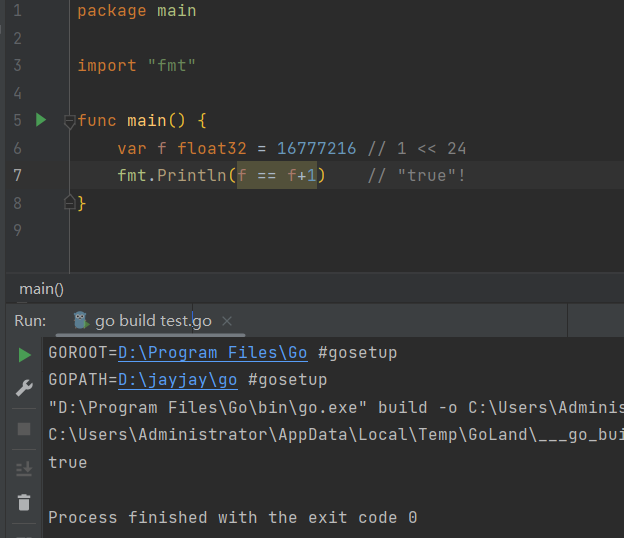 1 package main
2
3 import "fmt"
4
5 func main() {
6 var f float32 = 16777216 // 1 << 24
7 fmt.Println(f == f+1) // "true"!
8 }
9
main()
Run: go build test.go
GOROOT=D:\Program Files\Go #gosetup
GOPATH=D:\jayjay\go #gosetup
"D:\Program Files\Go\bin\go.exe" build -o C:\Users\Adminis
C:\Users\Administrator\AppData\Local\Temp\GoLand\___go_bui
true
Process finished with the exit code 0